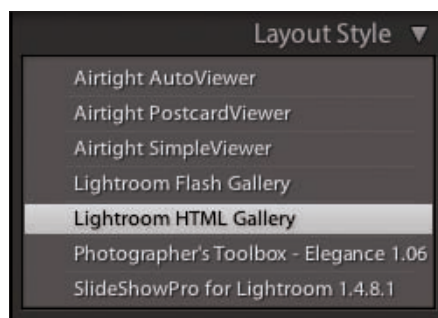 Layout Style ▼
Airtight AutoViewer
Airtight PostcardViewer
Airtight SimpleViewer
Lightroom Flash Gallery
Lightroom HTML Gallery
Photographer's Toolbox - Elegance 1.06
SlideShowPro for Lightroom 1.4.8.1